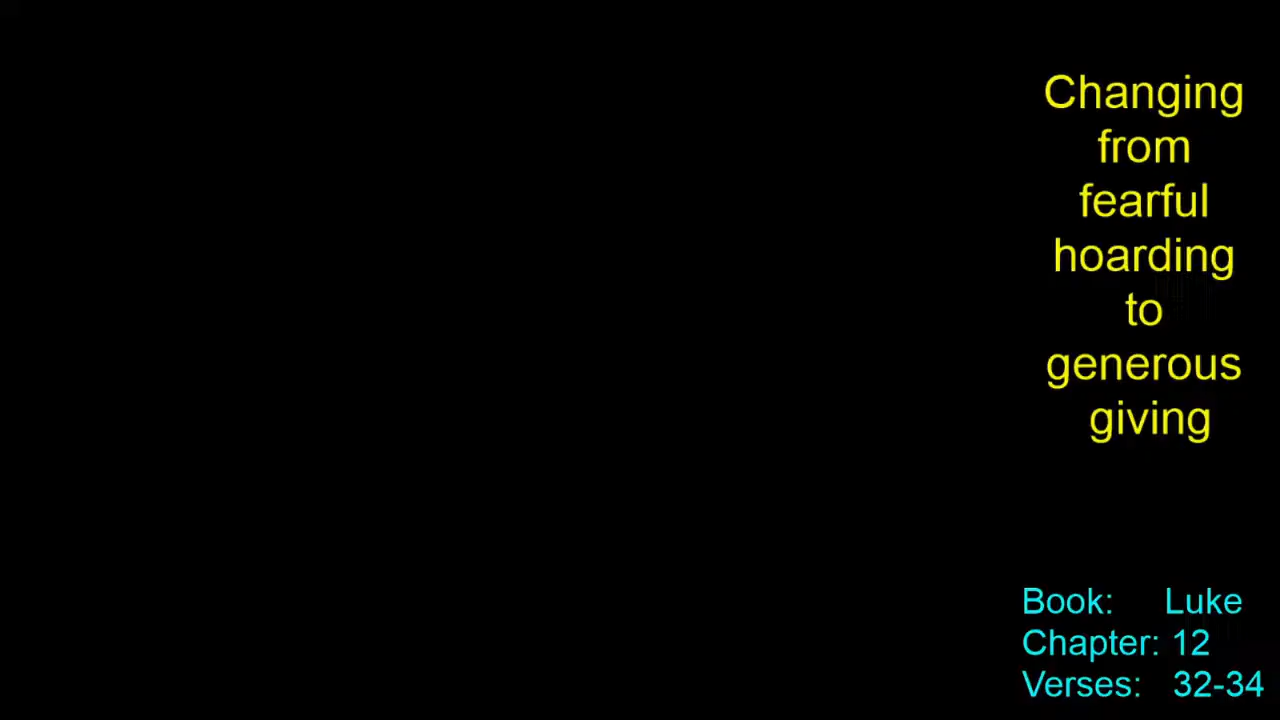 Changing
from
fearful
hoarding
to
generous
giving
Book: Luke
Chapter: 12
Verses: 32-34